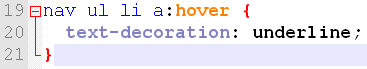 19 nav ul li a:hover {
20 text-decoration: underline;
21 }